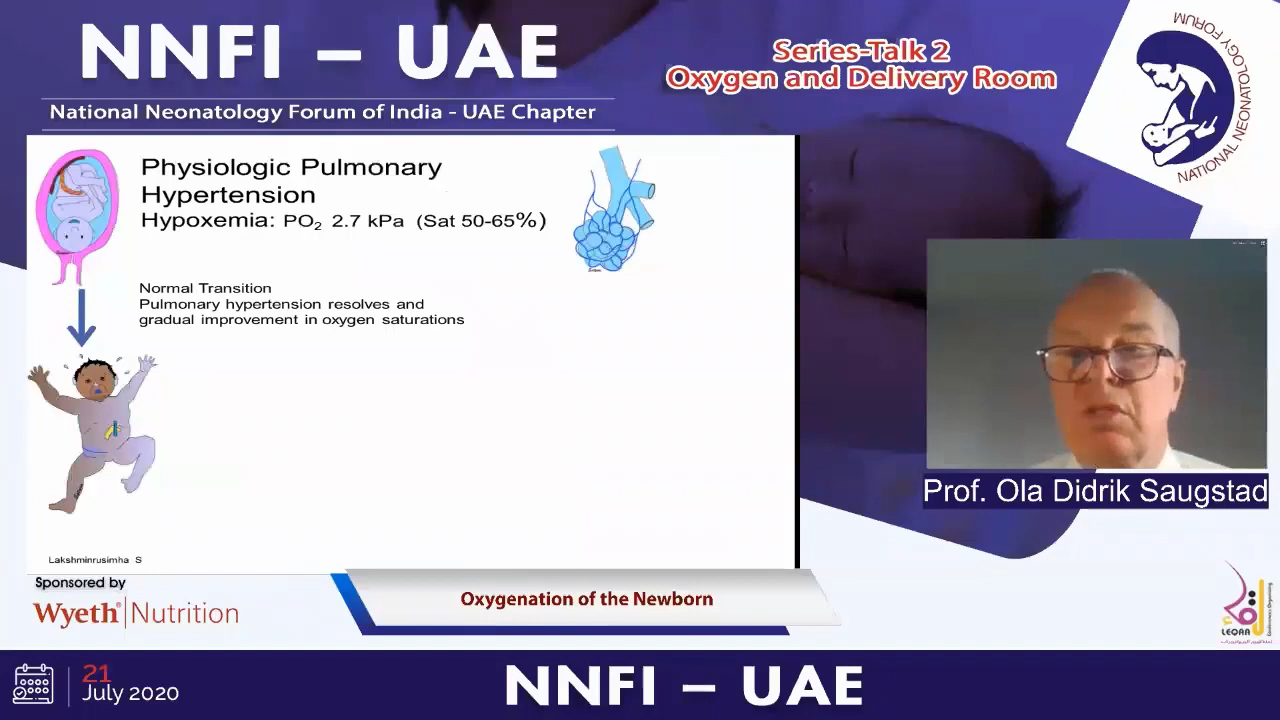 NNFI – UAE
National Neonatology Forum of India - UAE Chapter
Series-Talk 2
Oxygen and Delivery Room
NATIONAL NEONATOLOGY FORUM
Physiologic Pulmonary
Hypertension
Hypoxemia: PO2 2.7 kPa (Sat 50-65%)
Normal Transition
Pulmonary hypertension resolves and
gradual improvement in oxygen saturations
Lakshminrusimha S
Prof. Ola Didrik Saugstad
Sponsored by
Wyeth® Nutrition
Oxygenation of the Newborn
LEQAA
21
July 2020
NNFI – UAE